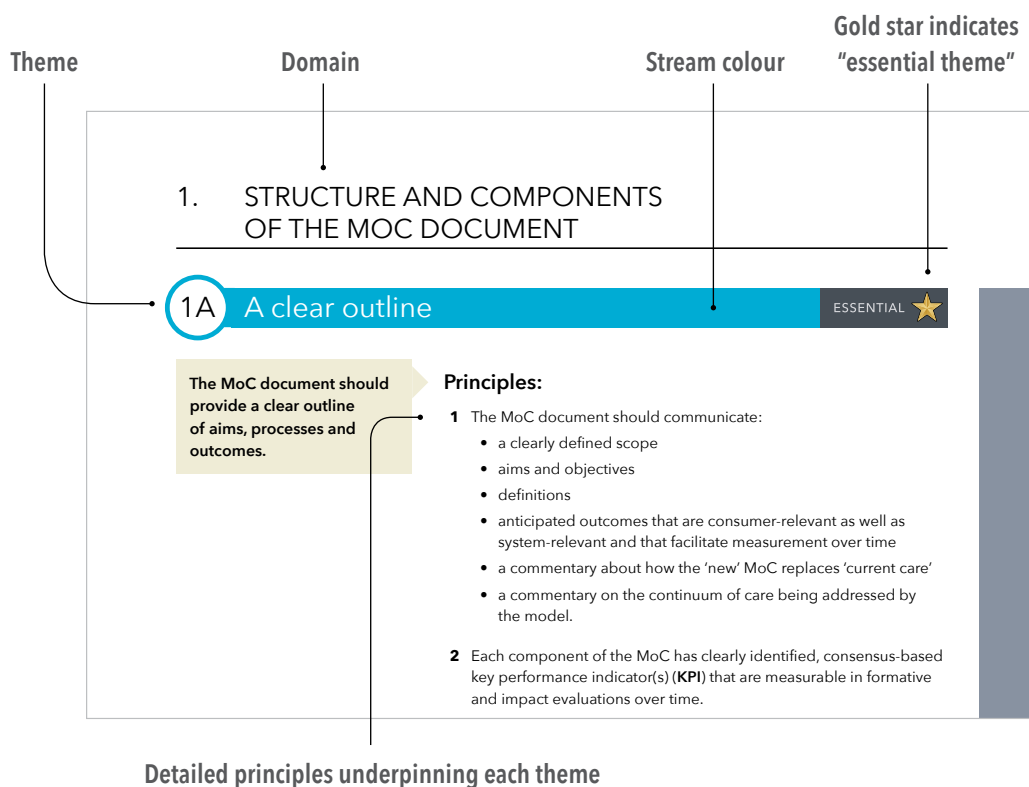 Gold star indicates
"essential theme"
Theme
Domain
Stream colour
1. STRUCTURE AND COMPONENTS
OF THE MOC DOCUMENT
1A A clear outline
ESSENTIAL
The MoC document should
provide a clear outline
of aims, processes and
outcomes.
Principles:
1 The MoC document should communicate:
• a clearly defined scope
• aims and objectives
• definitions
• anticipated outcomes that are consumer-relevant as well as
system-relevant and that facilitate measurement over time
• a commentary about how the ‘new’ MoC replaces ‘current care’
• a commentary on the continuum of care being addressed by
the model.
2 Each component of the MoC has clearly identified, consensus-based
key performance indicator(s) (KPI) that are measurable in formative
and impact evaluations over time.
Detailed principles underpinning each theme